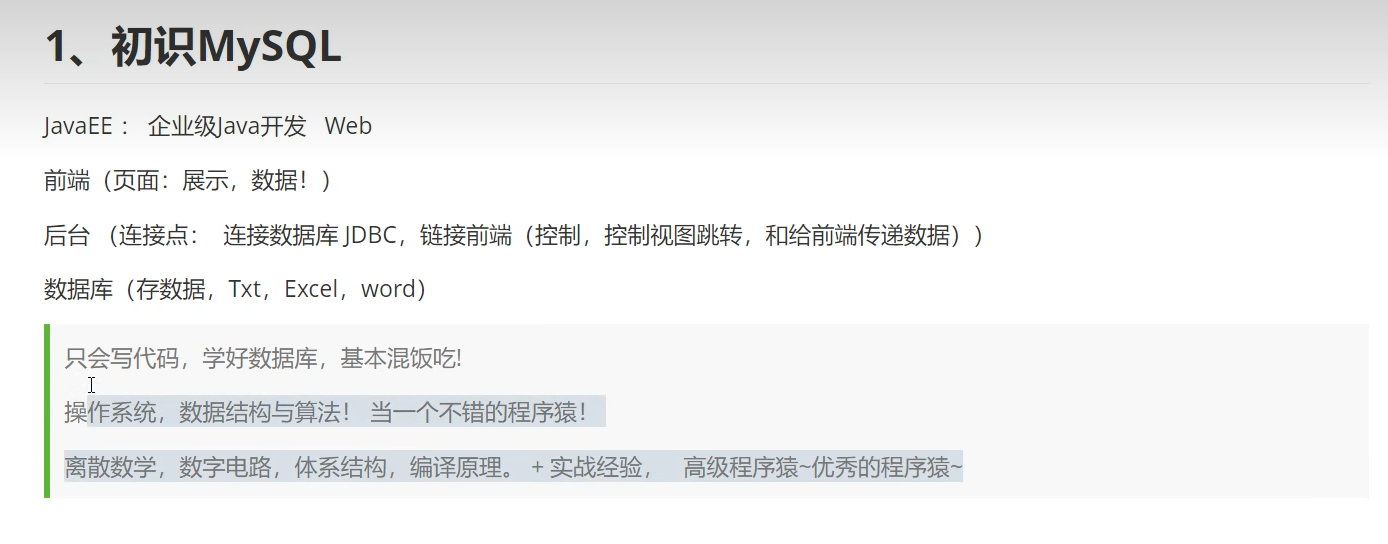 1、初识MySQL
JavaEE： 企业级Java开发 Web
前端（页面：展示，数据！）
后台 （连接点： 连接数据库 JDBC，链接前端（控制，控制视图跳转，和给前端传递数据））
数据库（存数据，Txt，Excel，word）
只会写代码，学好数据库，基本混饭吃!
操作系统，数据结构与算法！ 当一个不错的程序猿！
离散数学，数字电路，体系结构，编译原理。 + 实战经验， 高级程序猿~优秀的程序猿~